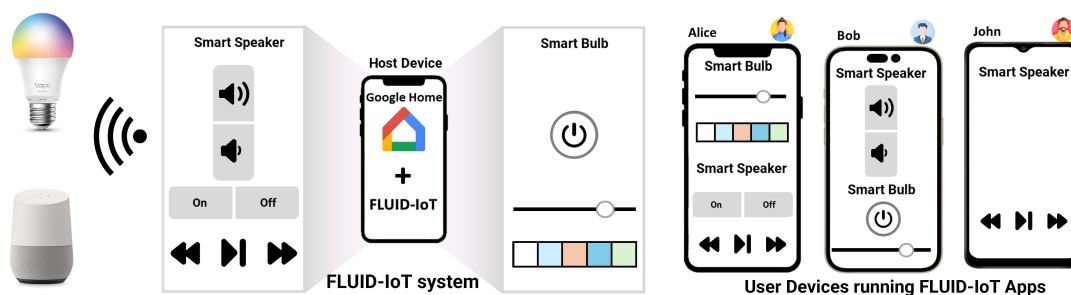 tapo
Smart Speaker
On
Off
Host Device
Google Home
+
FLUID-IoT
FLUID-IoT system
Smart Bulb
Alice
Smart Bulb
Smart Speaker
On
Off
Bob
Smart Speaker
Smart Bulb
John
Smart Speaker
User Devices running FLUID-IoT Apps